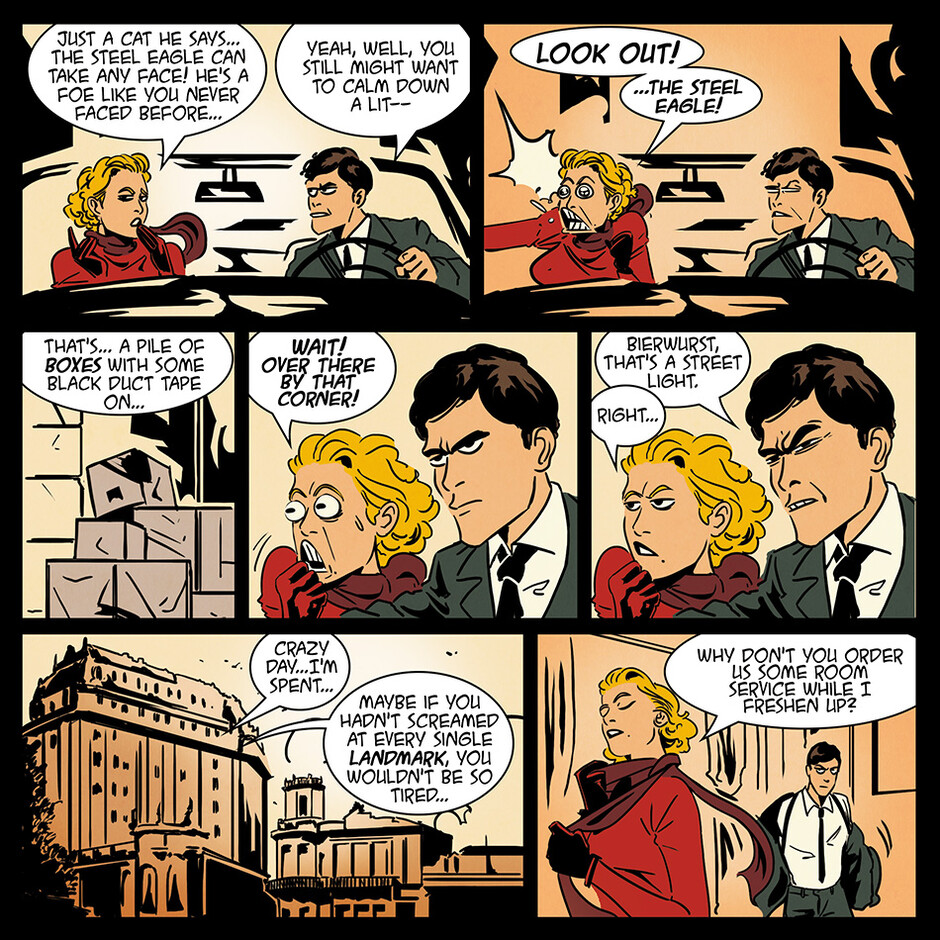 JUST A CAT HE SAYS...
THE STEEL EAGLE CAN
TAKE ANY FACE! HE'S A
FOE LIKE YOU NEVER
FACED BEFORE...
YEAH, WELL, YOU
STILL MIGHT WANT
TO CALM DOWN
A LIT--
LOOK OUT!
...THE STEEL
EAGLE!
THAT'S... A PILE OF
BOXES WITH SOME
BLACK DUCT TAPE
ON...
WAIT!
OVER THERE
BY THAT
CORNER!
BIERWURST,
THAT'S A STREET
LIGHT.
RIGHT...
CRAZY
DAY...I'M
SPENT...
MAYBE IF YOU
HADN'T SCREAMED
AT EVERY SINGLE
LANDMARK, YOU
WOULDN'T BE SO
TIRED...
WHY DON'T YOU ORDER
US SOME ROOM
SERVICE WHILE I
FRESHEN UP?